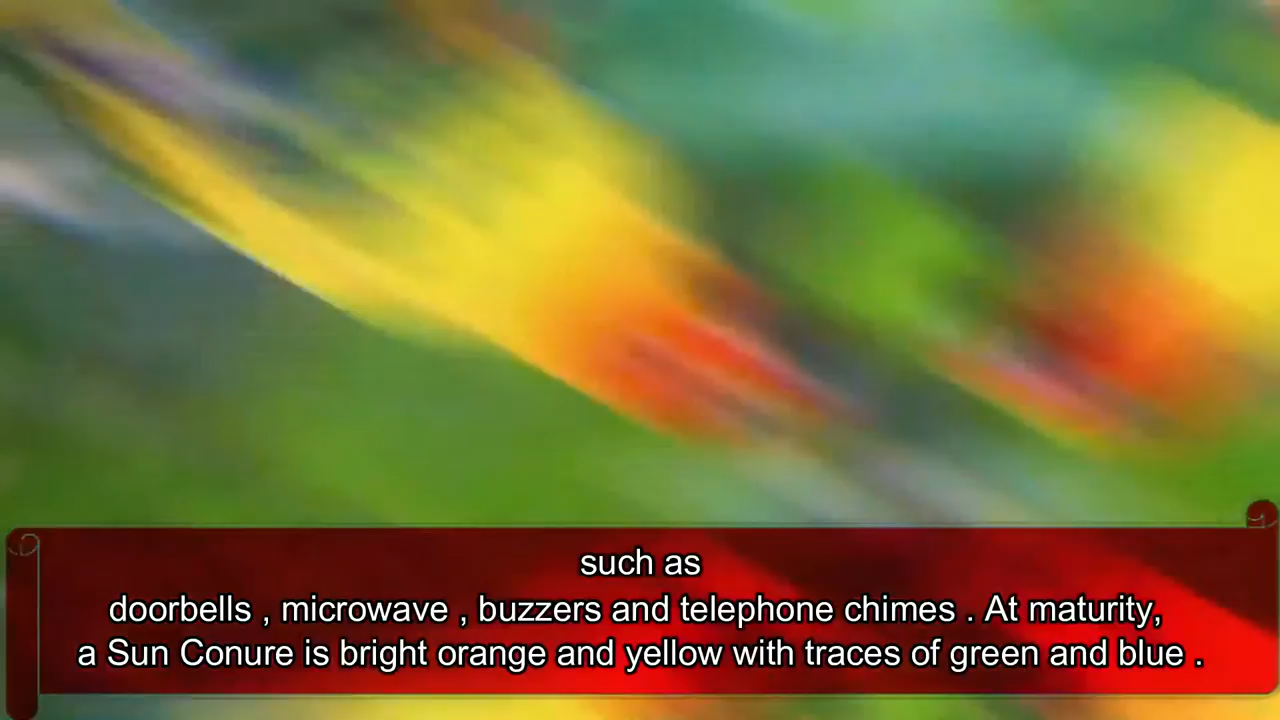 such as
doorbells , microwave , buzzers and telephone chimes . At maturity,
a Sun Conure is bright orange and yellow with traces of green and blue .